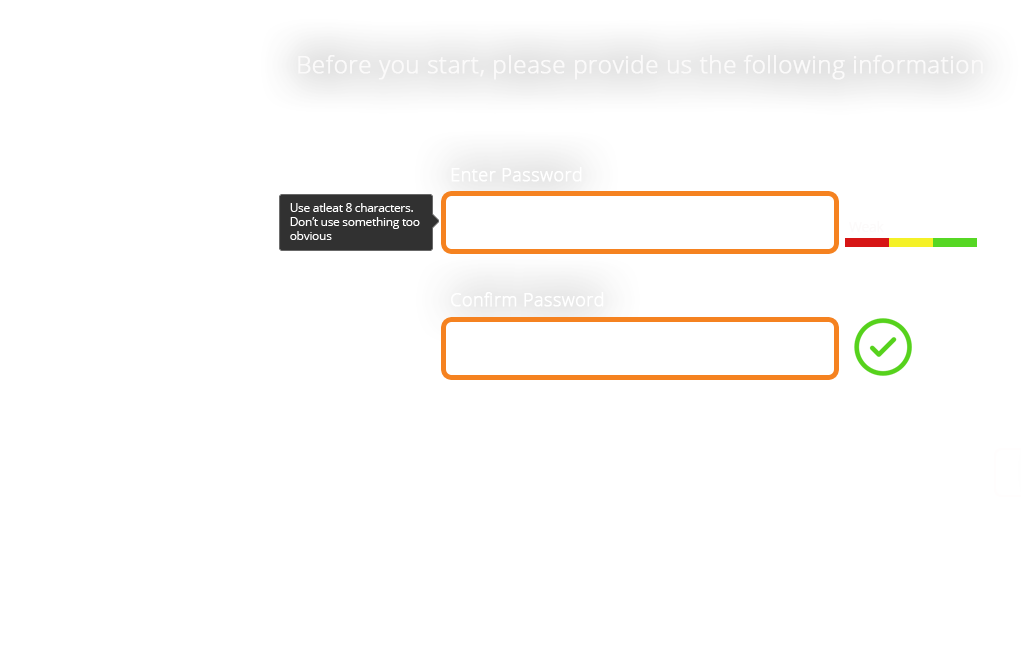 Before you start, please provide us the following information
Enter Password
Use atleat 8 characters.
Don't use something too
obvious
Confirm Password